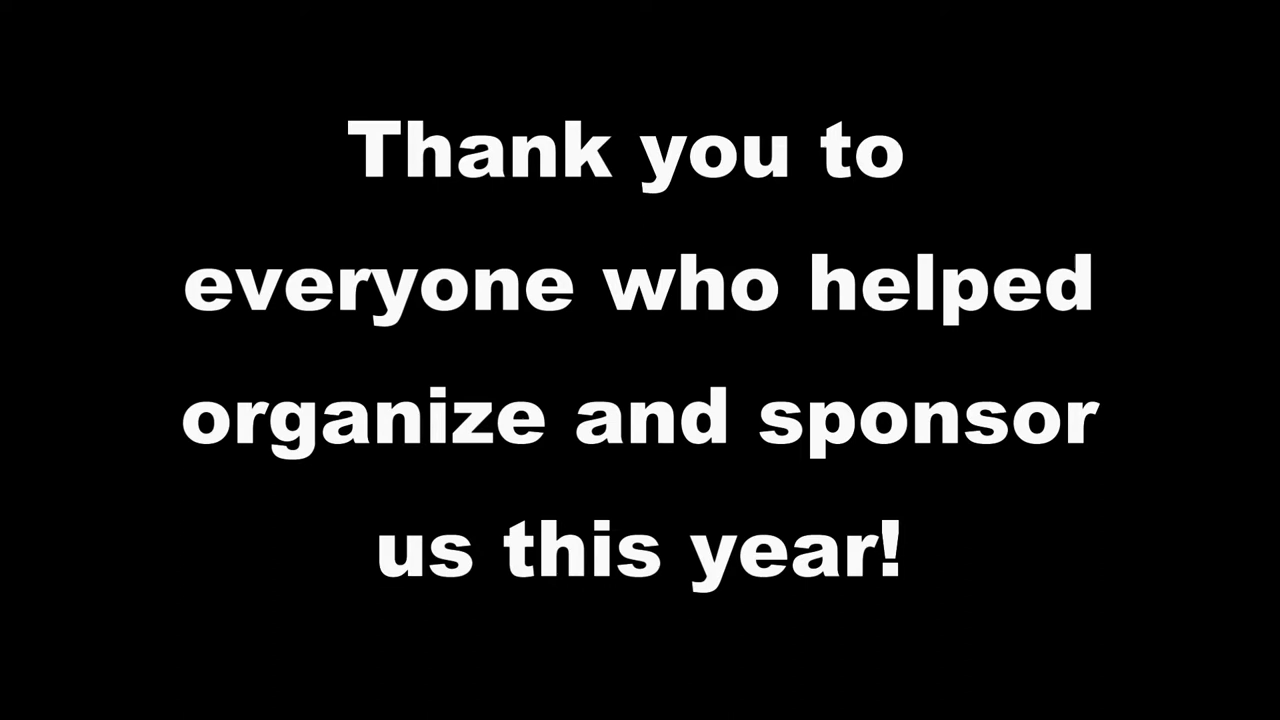 Thank you to
everyone who helped
organize and sponsor
us this year!